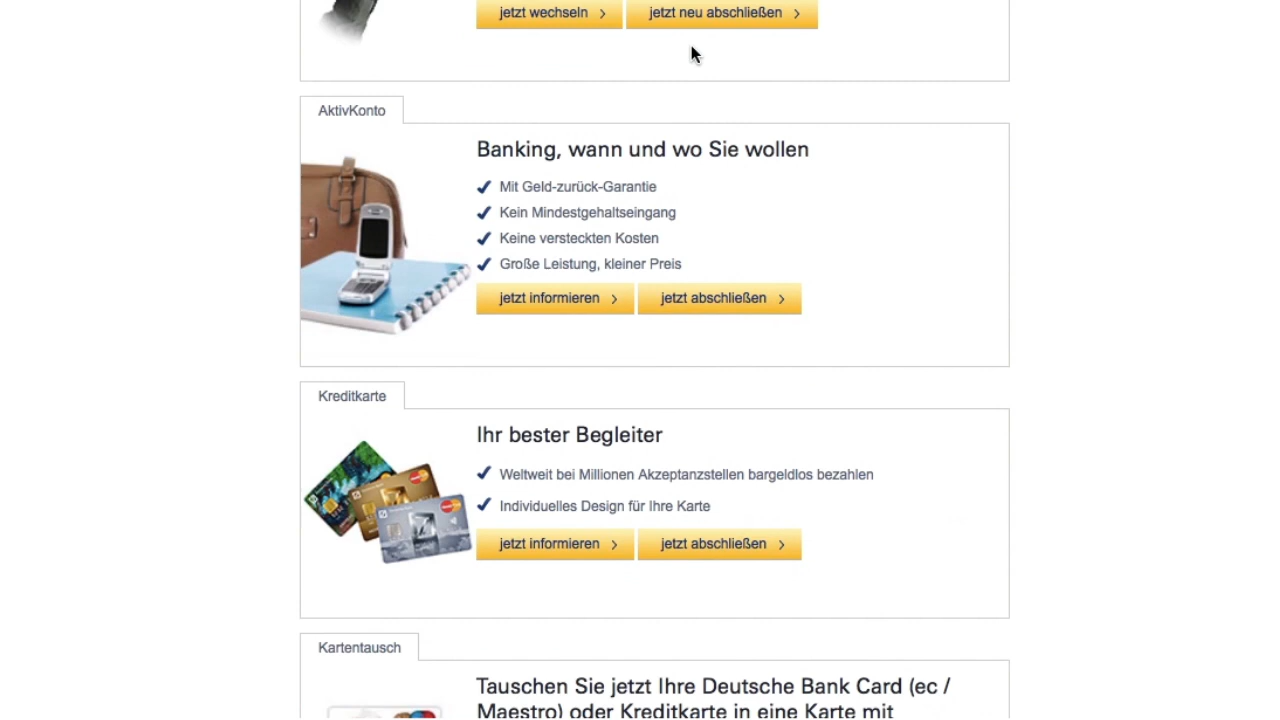 jetzt wechseln
jetzt neu abschließen
AktivKonto
Banking, wann und wo Sie wollen
Mit Geld-zurück-Garantie
Kein Mindestgehaltseingang
Keine versteckten Kosten
Große Leistung, kleiner Preis
jetzt informieren
jetzt abschließen
Kreditkarte
Ihr bester Begleiter
Weltweit bei Millionen Akzeptanzstellen bargeldlos bezahlen
Individuelles Design für Ihre Karte
jetzt informieren
jetzt abschließen
Kartentausch
Tauschen Sie jetzt Ihre Deutsche Bank Card (ec /
Maestro) oder Kreditkarte in eine Karte mit